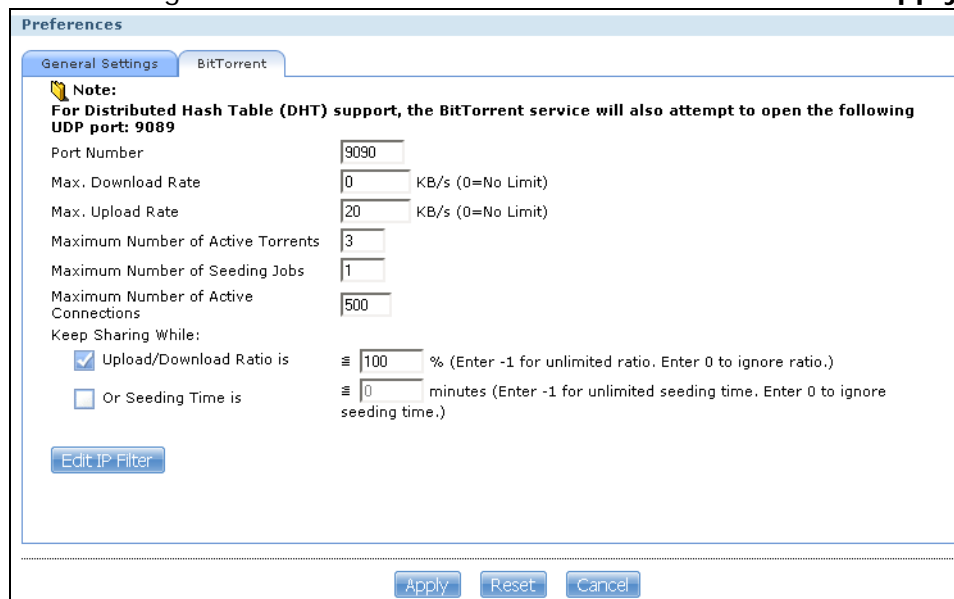 Preferences
General Settings BitTorrent
Note:
For Distributed Hash Table (DHT) support, the BitTorrent service will also attempt to open the following
UDP port: 9089
Port Number 9090
Max. Download Rate 0 KB/s (0=No Limit)
Max. Upload Rate 20 KB/s (0=No Limit)
Maximum Number of Active Torrents 3
Maximum Number of Seeding Jobs 1
Maximum Number of Active
Connections 500
Keep Sharing While:
Upload/Download Ratio is ≦ 100 % (Enter -1 for unlimited ratio. Enter 0 to ignore ratio.)
Or Seeding Time is ≦ 0 minutes (Enter -1 for unlimited seeding time. Enter 0 to ignore
seeding time.)
Edit IP Filter
Apply Reset Cancel